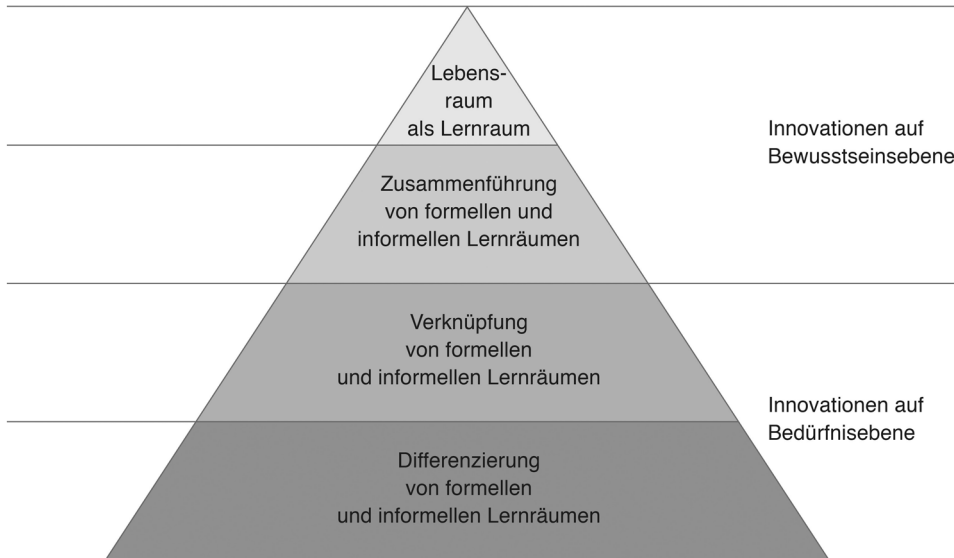 Lebens-
raum
als Lernraum
Innovationen auf
Bewusstseinsebene
Zusammenführung
von formellen und
informellen Lernräumen
Verknüpfung
von formellen
und informellen Lernräumen
Innovationen auf
Bedürfnisebene
Differenzierung
von formellen
und informellen Lernräumen